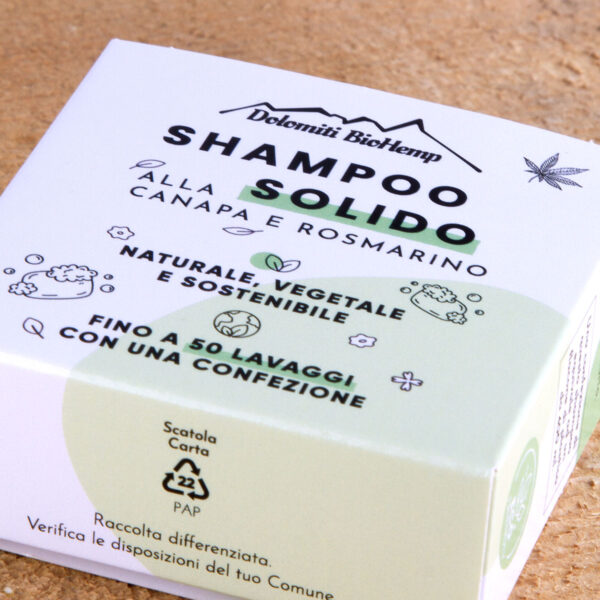 Dolomiti BioHemp
SHAMPOO
SOLIDO
ALLA
CANAPA E ROSMARINO
NATURALE, VEGETALE
E SOSTENIBILE
FINO A 50 LAVAGGI
CON UNA CONFEZIONE
Scatola
Carta
22
PAP
Raccolta differenziata.
Verifica le disposizioni del tuo Comune